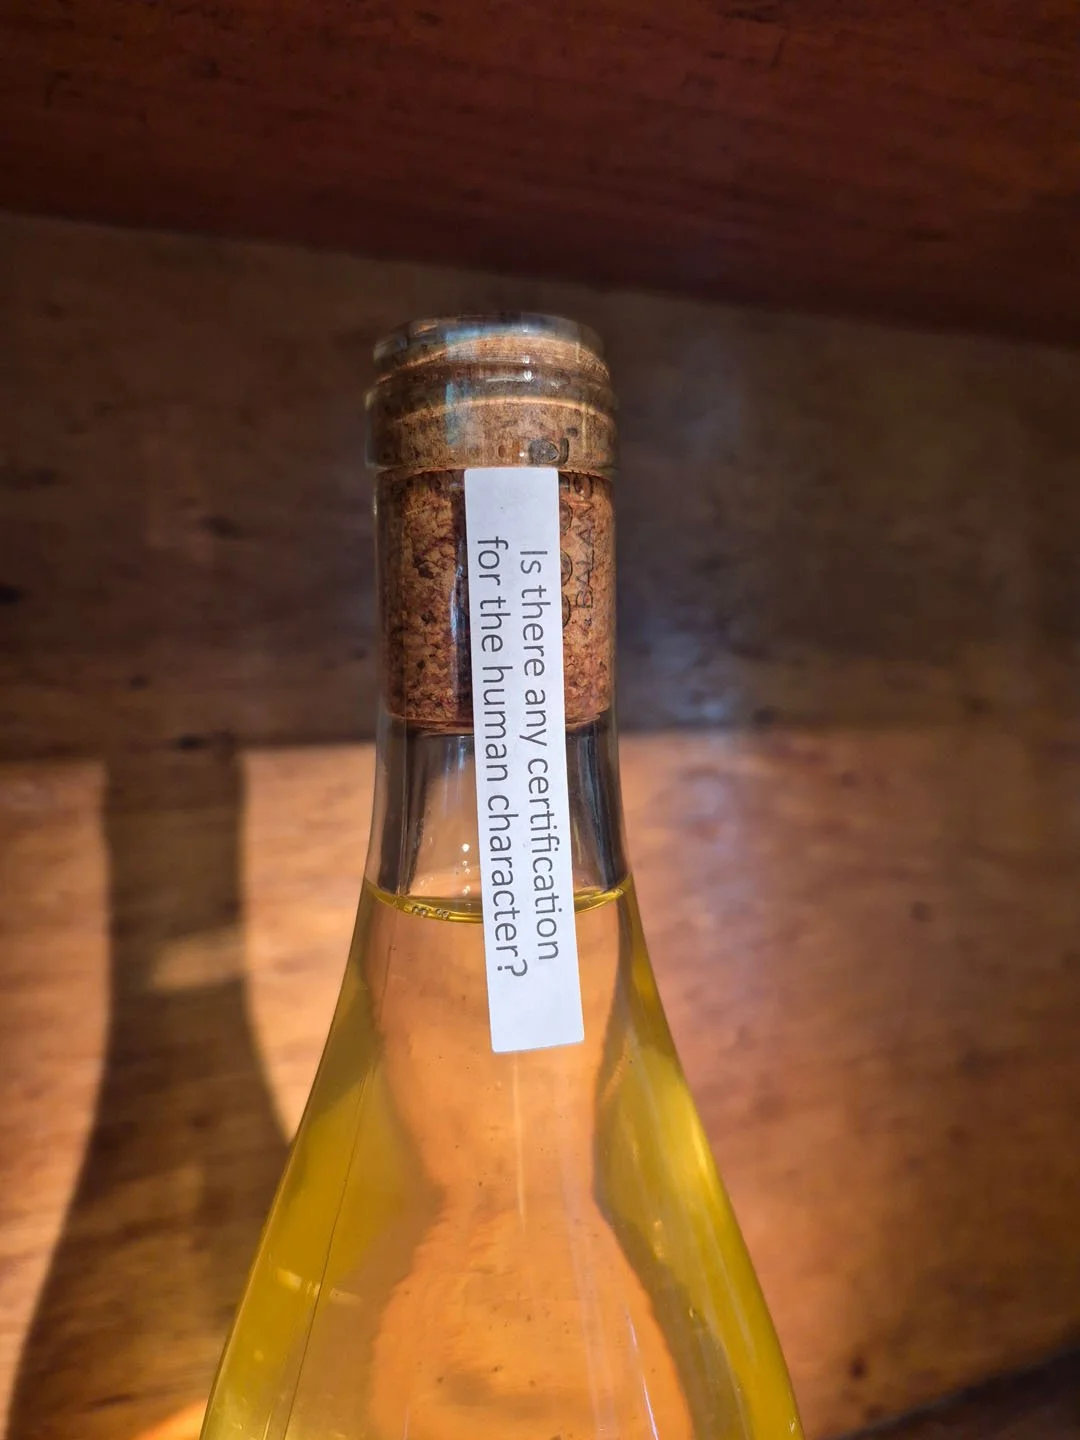 Is there any certification
for the human character?